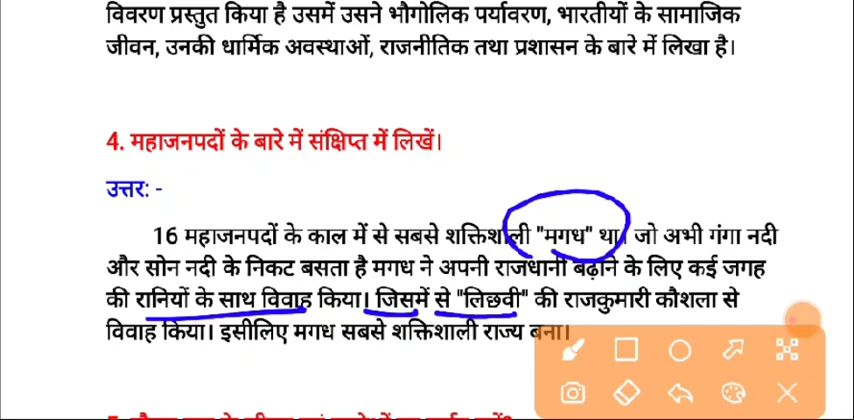 विवरण प्रस्तुत किया है उसमें उसने भौगोलिक पर्यावरण, भारतीयों के सामाजिक
जीवन, उनकी धार्मिक अवस्थाओं, राजनीतिक तथा प्रशासन के बारे में लिखा है।
4. महाजनपदों के बारे में संक्षिप्त में लिखें।
उत्तर: -
16 महाजनपदों के काल में से सबसे शक्तिशाली "मगध" था। जो अभी गंगा नदी
और सोन नदी के निकट बसता है मगध ने अपनी राजधानी बढ़ाने के लिए कई जगह
की रानियों के साथ विवाह किया। जिसमें से "लिछवी" की राजकुमारी कौशला से
विवाह किया। इसीलिए मगध सबसे शक्तिशाली राज्य बना।